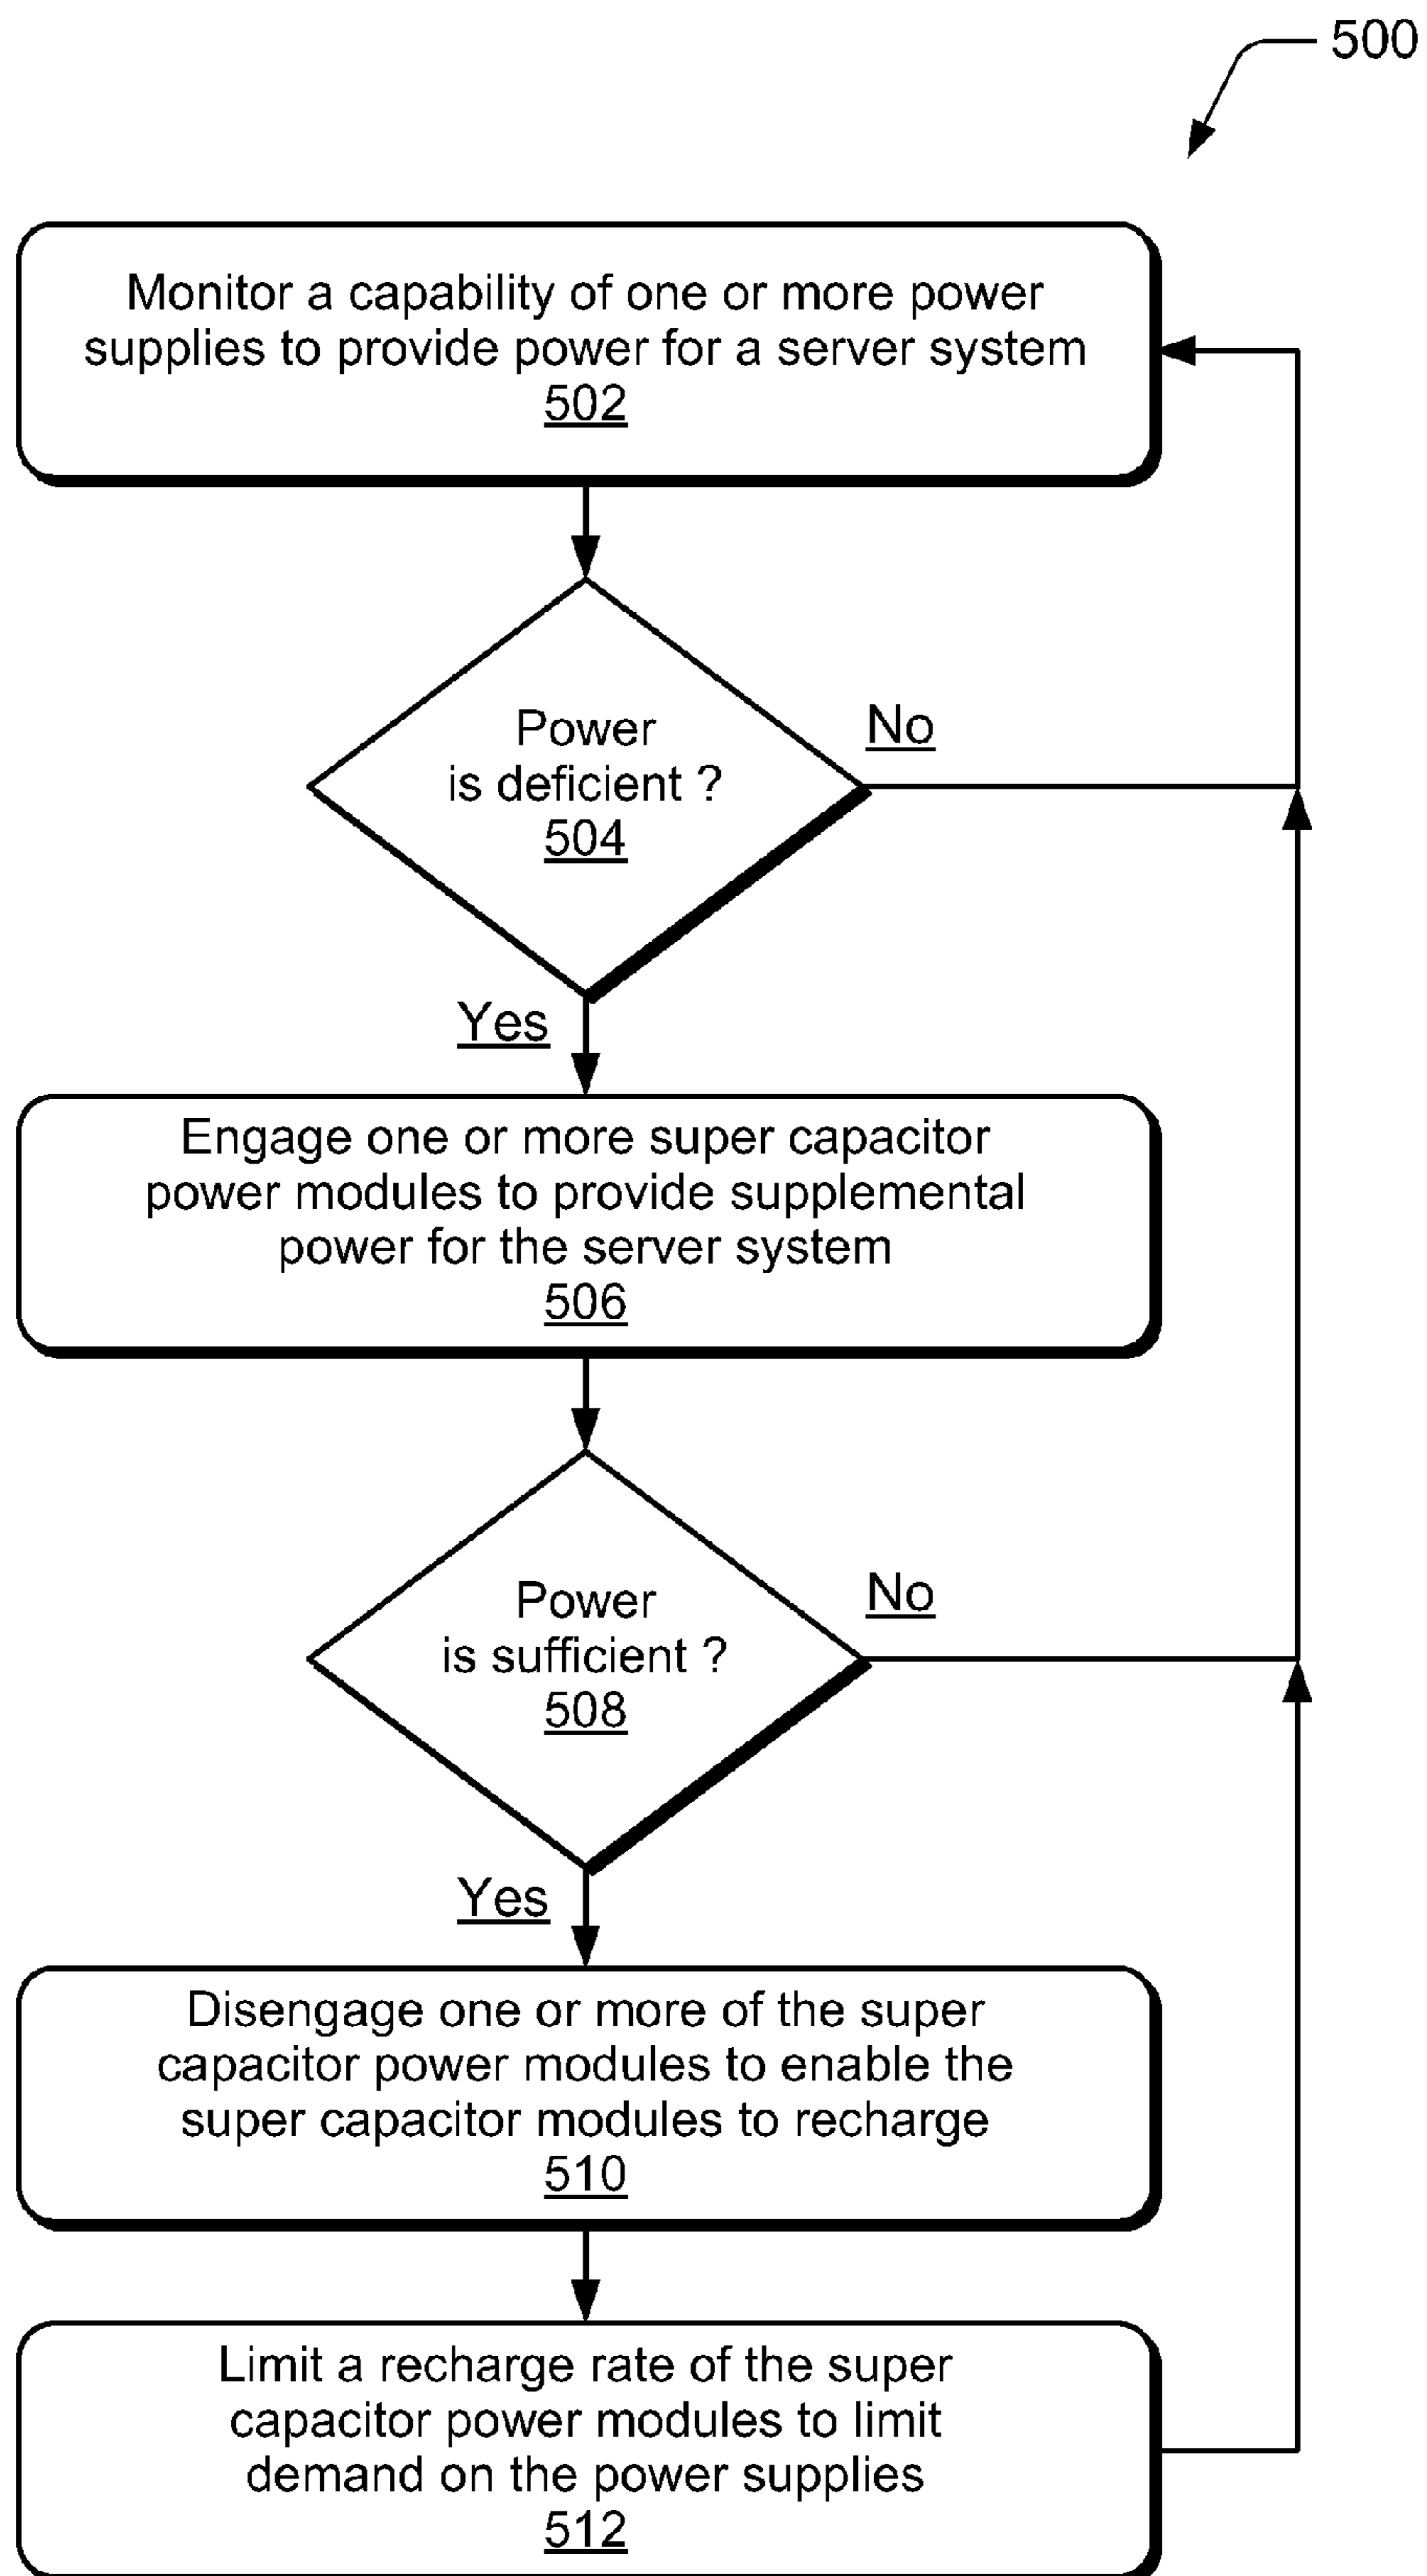 500
Monitor a capability of one or more power
supplies to provide power for a server system
502
Power
is deficient ?
504
No
Yes
Engage one or more super capacitor
power modules to provide supplemental
power for the server system
506
Power
is sufficient ?
508
No
Yes
Disengage one or more of the super
capacitor power modules to enable the
super capacitor modules to recharge
510
Limit a recharge rate of the super
capacitor power modules to limit
demand on the power supplies
512